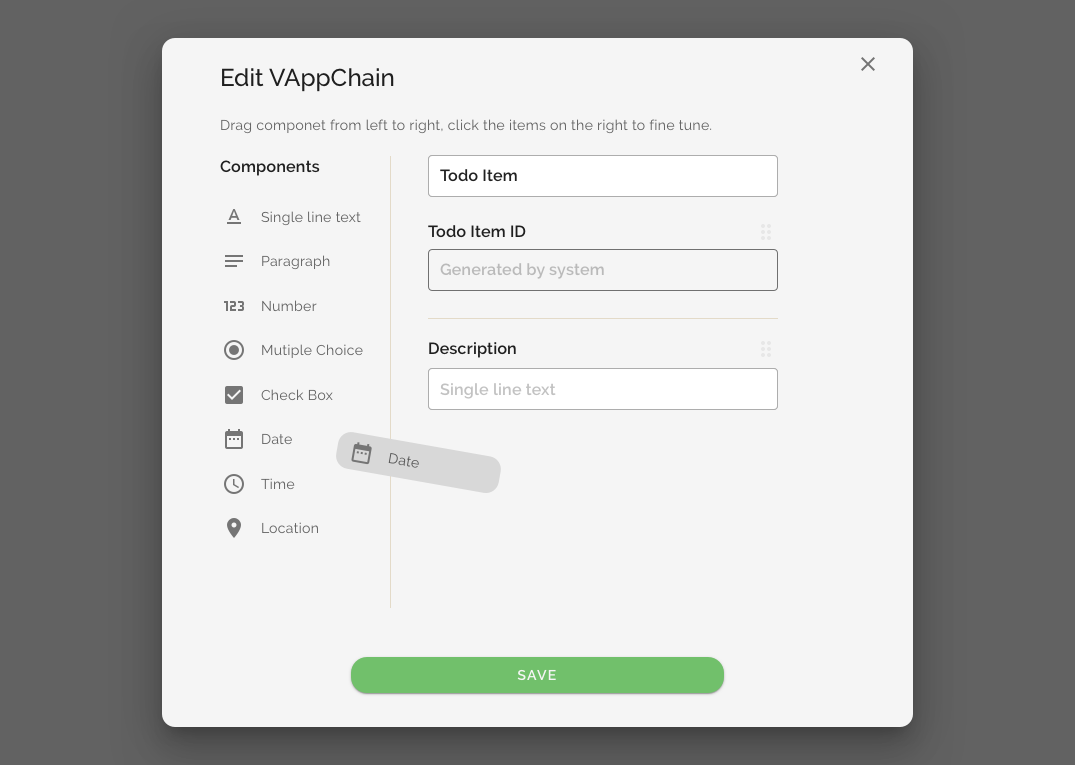 Edit VAppChain
Drag componet from left to right, click the items on the right to fine tune.
Components
Single line text
Paragraph
123 Number
Mutiple Choice
Check Box
Date
Time
Location
Date
Todo Item
Todo Item ID
Generated by system
Description
Single line text
SAVE